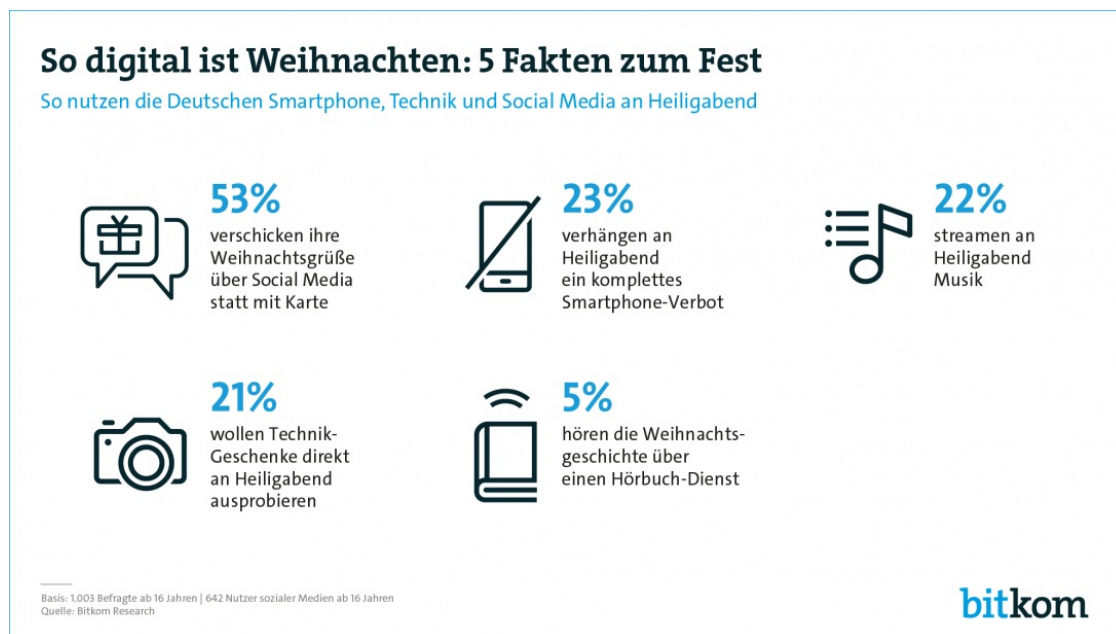 So digital ist Weihnachten: 5 Fakten zum Fest
So nutzen die Deutschen Smartphone, Technik und Social Media an Heiligabend
53%
verschicken ihre
Weihnachtsgrüße
über Social Media
statt mit Karte
23%
verhängen an
Heiligabend
ein komplettes
Smartphone-Verbot
22%
streamen an
Heiligabend
Musik
21%
wollen Technik-
Geschenke direkt
an Heiligabend
ausprobieren
5%
hören die Weihnachts-
geschichte über
einen Hörbuch-Dienst
Basis: 1.003 Befragte ab 16 Jahren | 642 Nutzer sozialer Medien ab 16 Jahren
Quelle: Bitkom Research
bitkom